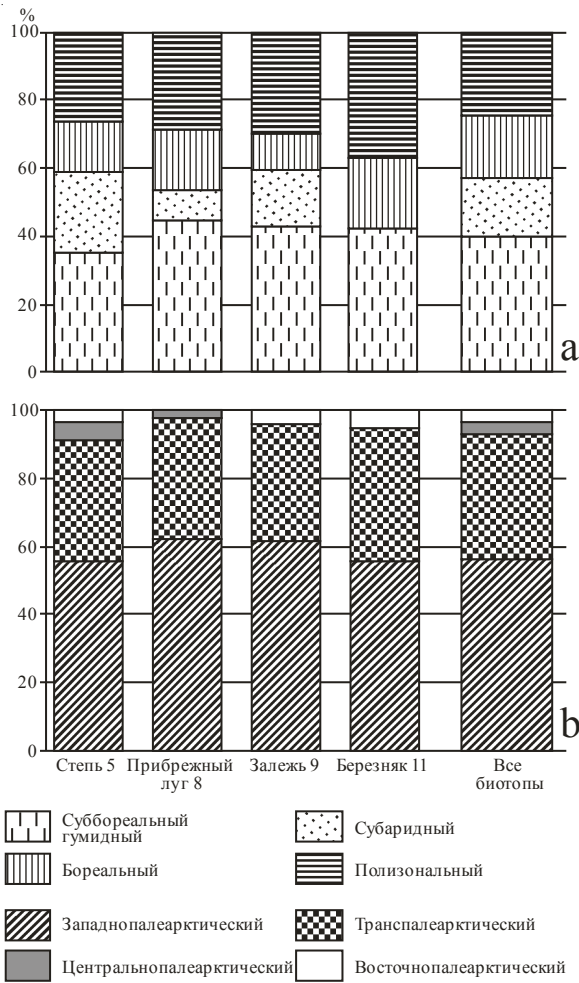 %
100
80
60
40
20
0
a
100
80
60
40
20
0
b
Степь 5 Прибрежный луг 8 Залежь 9 Березняк 11 Все биотопы
Суббореальный гумидный
Субаридный
Бореальный
Полизональный
Западнопалеарктический
Транспалеарктический
Центральнопалеарктический
Восточнопалеарктический